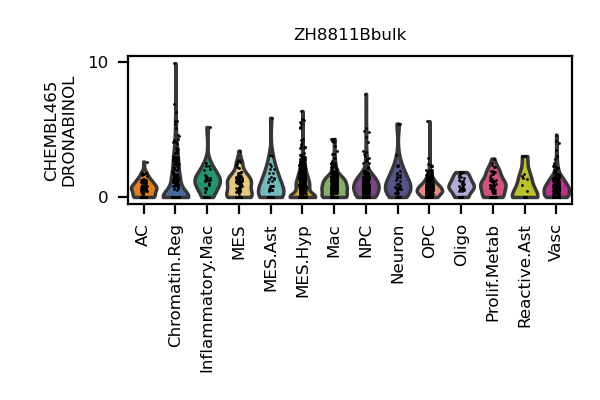 ZH8811Bbulk
CHEMBL465
DRONABINOL
10
0
AC
Chromatin.Reg
Inflammatory.Mac
MES
MES.Ast
MES.Hyp
Mac
NPC
Neuron
OPC
Oligo
Prolif.Metab
Reactive.Ast
Vasc